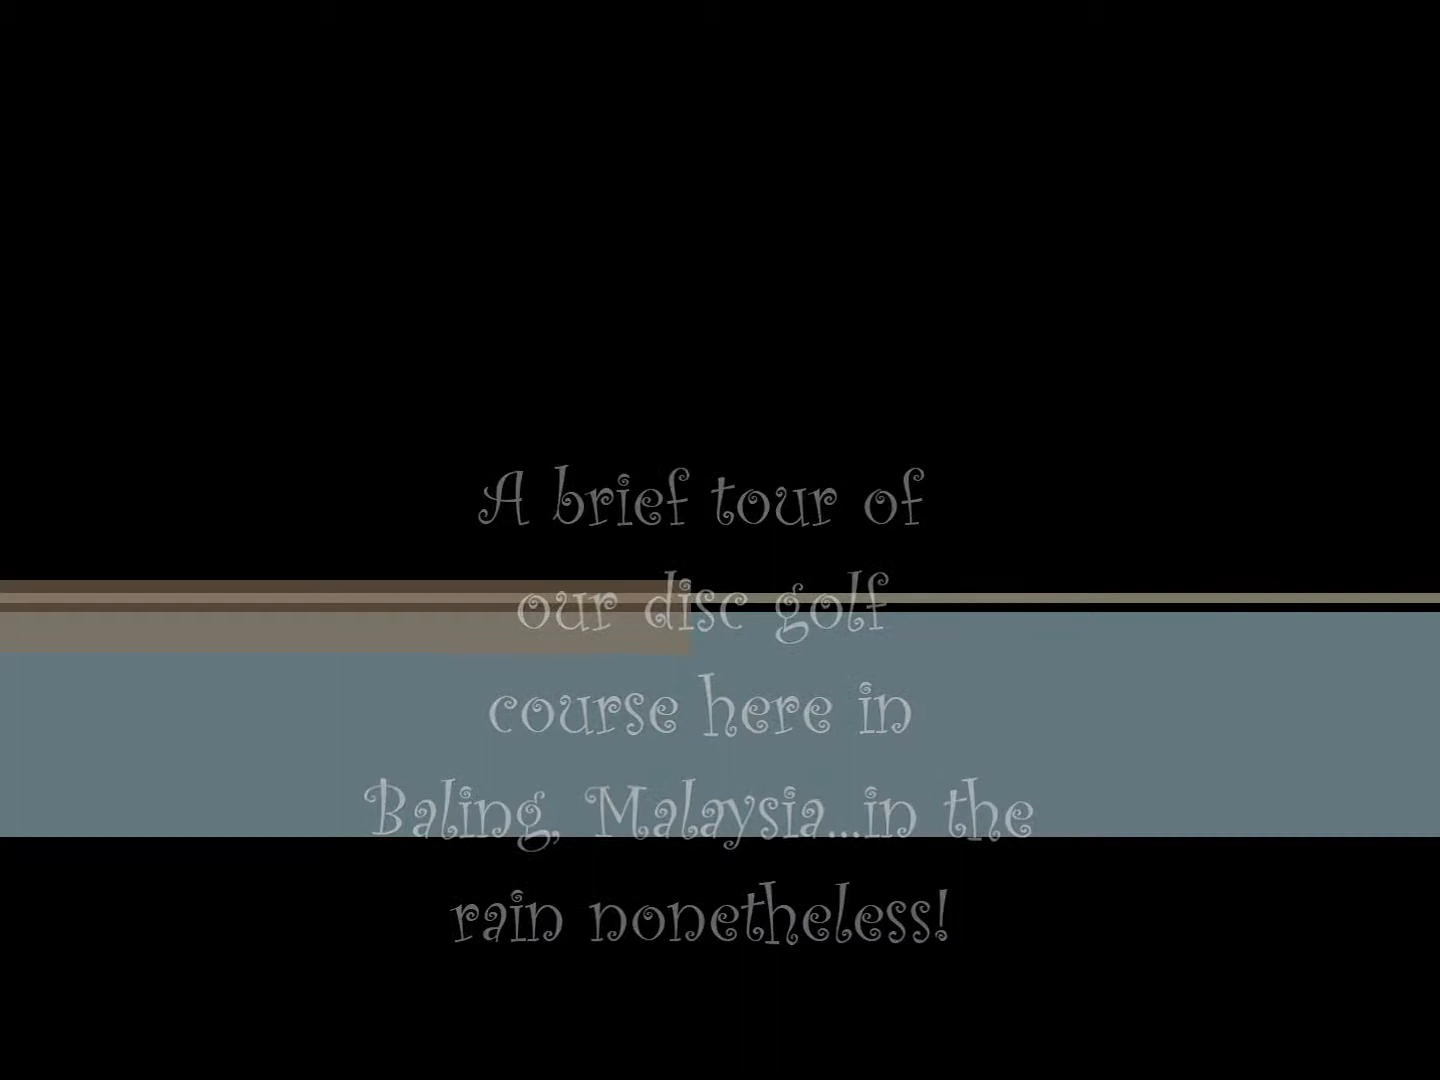 A brief tour of
our disc golf
course here in
Baling, Malaysia...in the
rain nonetheless!